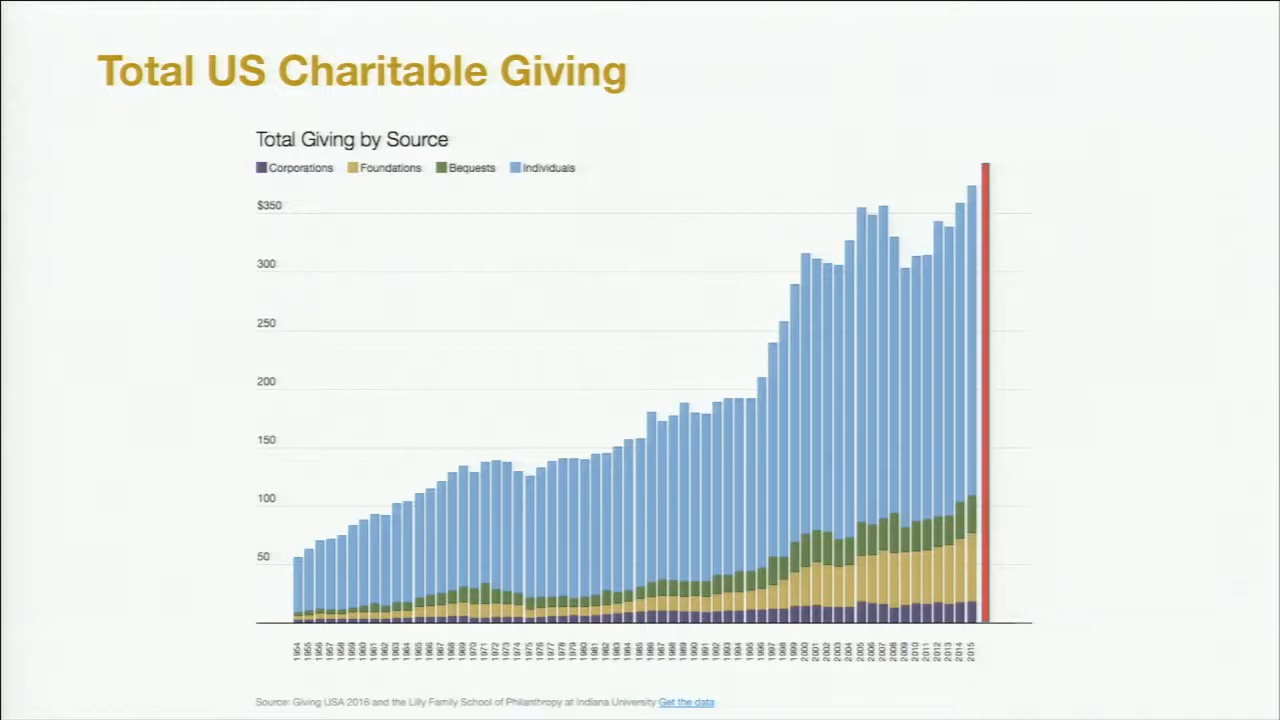 Total US Charitable Giving
Total Giving by Source
Corporations Foundations Bequests Individuals
$350
300
250
200
150
100
50
1954 1955 1956 1957 1958 1959 1960 1961 1962 1963 1964 1965 1966 1967 1968 1969 1970 1971 1972 1973 1974 1975 1976 1977 1978 1979 1980 1981 1982 1983 1984 1985 1986 1987 1988 1989 1990 1991 1992 1993 1994 1995 1996 1997 1998 1999 2000 2001 2002 2003 2004 2005 2006 2007 2008 2009 2010 2011 2012 2013 2014 2015
Source: Giving USA 2016 and the Lilly Family School of Philanthropy at Indiana University Get the data